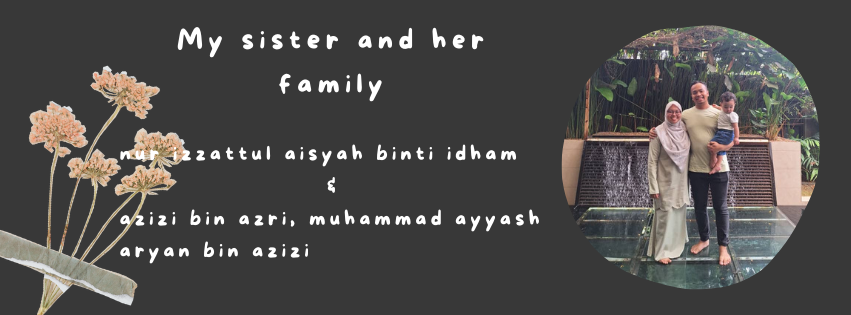 My sister and her
family
nur izzattul aisyah binti idham
&
azizi bin azri, muhammad ayyash
aryan bin azizi